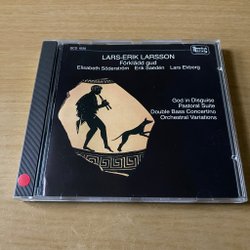 LARS-ERIK LARSSON
Förklädd gud
Elisabeth Söderström Erik Saedén Lars Ekborg
God in Disguise
Pastoral Suite
Double Bass Concertino
Orchestral Variations